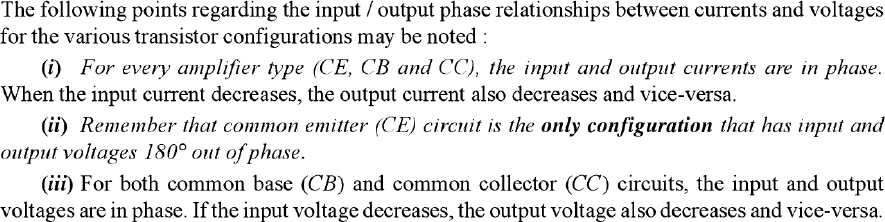 The following points regarding the input / output phase relationships between currents and voltages
for the various transistor configurations may be noted :
(i) For every amplifier type (CE, CB and CC), the input and output currents are in phase.
When the input current decreases, the output current also decreases and vice-versa.
(ii) Remember that common emitter (CE) circuit is the only configuration that has input and
output voltages 180° out of phase.
(iii) For both common base (CB) and common collector (CC) circuits, the input and output
voltages are in phase. If the input voltage decreases, the output voltage also decreases and vice-versa.